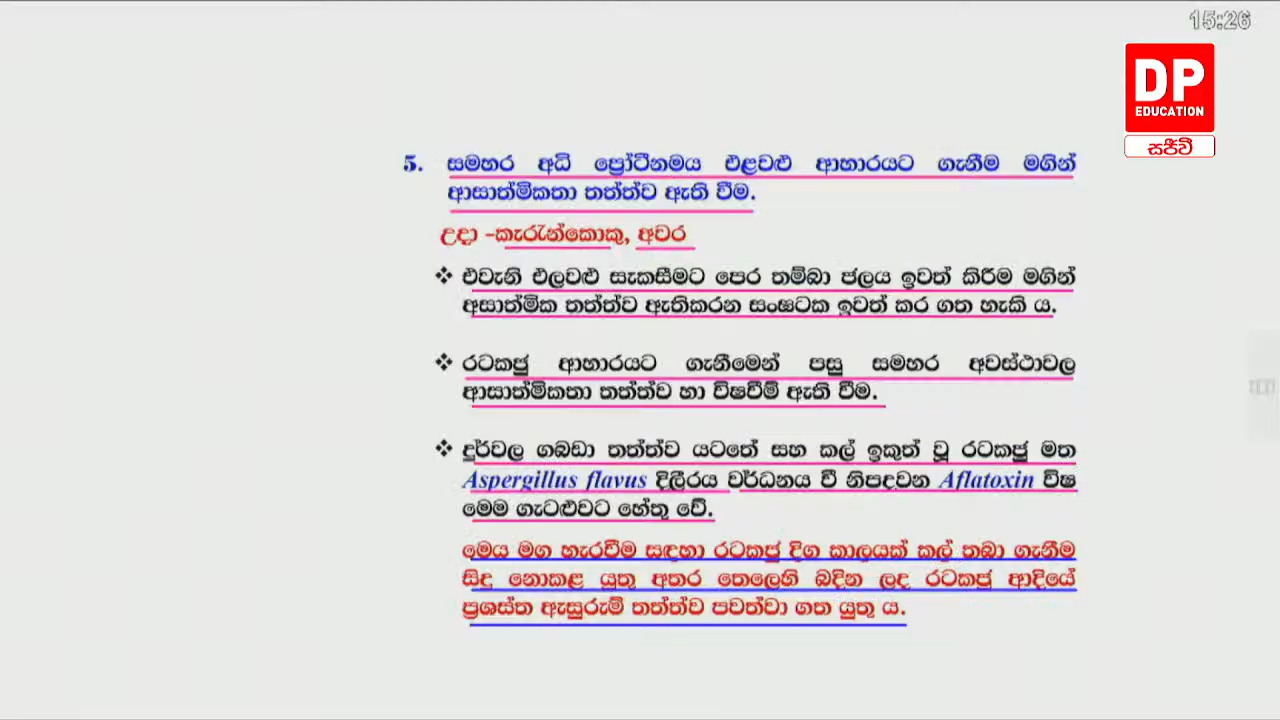 15:26
DP
EDUCATION
සජීවී
5. සමහර අධි ප්‍රෝටීනමය එළවළු ආහාරයට ගැනීම මගින්
ආසාත්මිකතා තත්ත්ව ඇති වීම.
උදා -කැරැන්කොකු, අවර
❖ එවැනි එලවළු සැකසීමට පෙර තම්බා ජලය ඉවත් කිරීම මගින්
අසාත්මික තත්ත්ව ඇතිකරන සංඝටක ඉවත් කර ගත හැකි ය.
❖ රටකජු ආහාරයට ගැනීමෙන් පසු සමහර අවස්ථාවල
ආසාත්මිකතා තත්ත්ව හා විෂවීම් ඇති වීම.
❖ දුර්වල ගබඩා තත්ත්ව යටතේ සහ කල් ඉකුත් වූ රටකජු මත
Aspergillus flavus දිලීරය වර්ධනය වී නිපදවන Aflatoxin විෂ
මෙම ගැටළුවට හේතු වේ.
මෙය මග හැරවීම සඳහා රටකජු දිග කාලයක් කල් තබා ගැනීම
සිදු නොකළ යුතු අතර තෙලෙහි බදින ලද රටකජු ආදියේ
ප්‍රශස්ත ඇසුරුම් තත්ත්ව පවත්වා ගත යුතු ය.